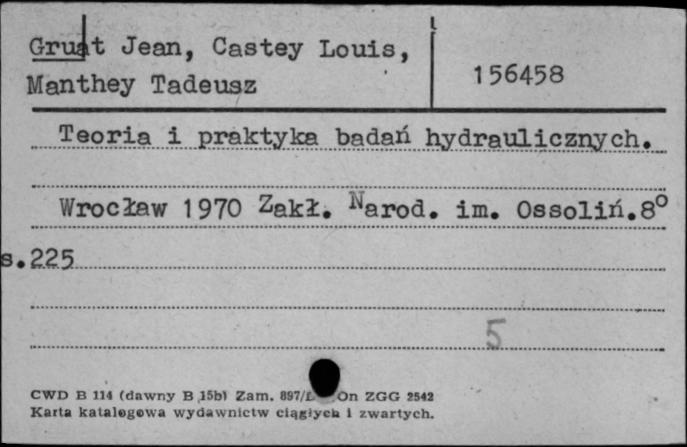 Gruat Jean, Castey Louis,
Manthey Tadeusz
156458
Teoria i praktyka badań hydraulicznych.
Wrocław 1970 Zakł. Narod. im. Ossoliń.8°
s.225
5
CWD B 114 (dawny B 15b) Zam. 897/ On ZGG 2542
Karta katalogowa wydawnictw ciągłych i zwartych.